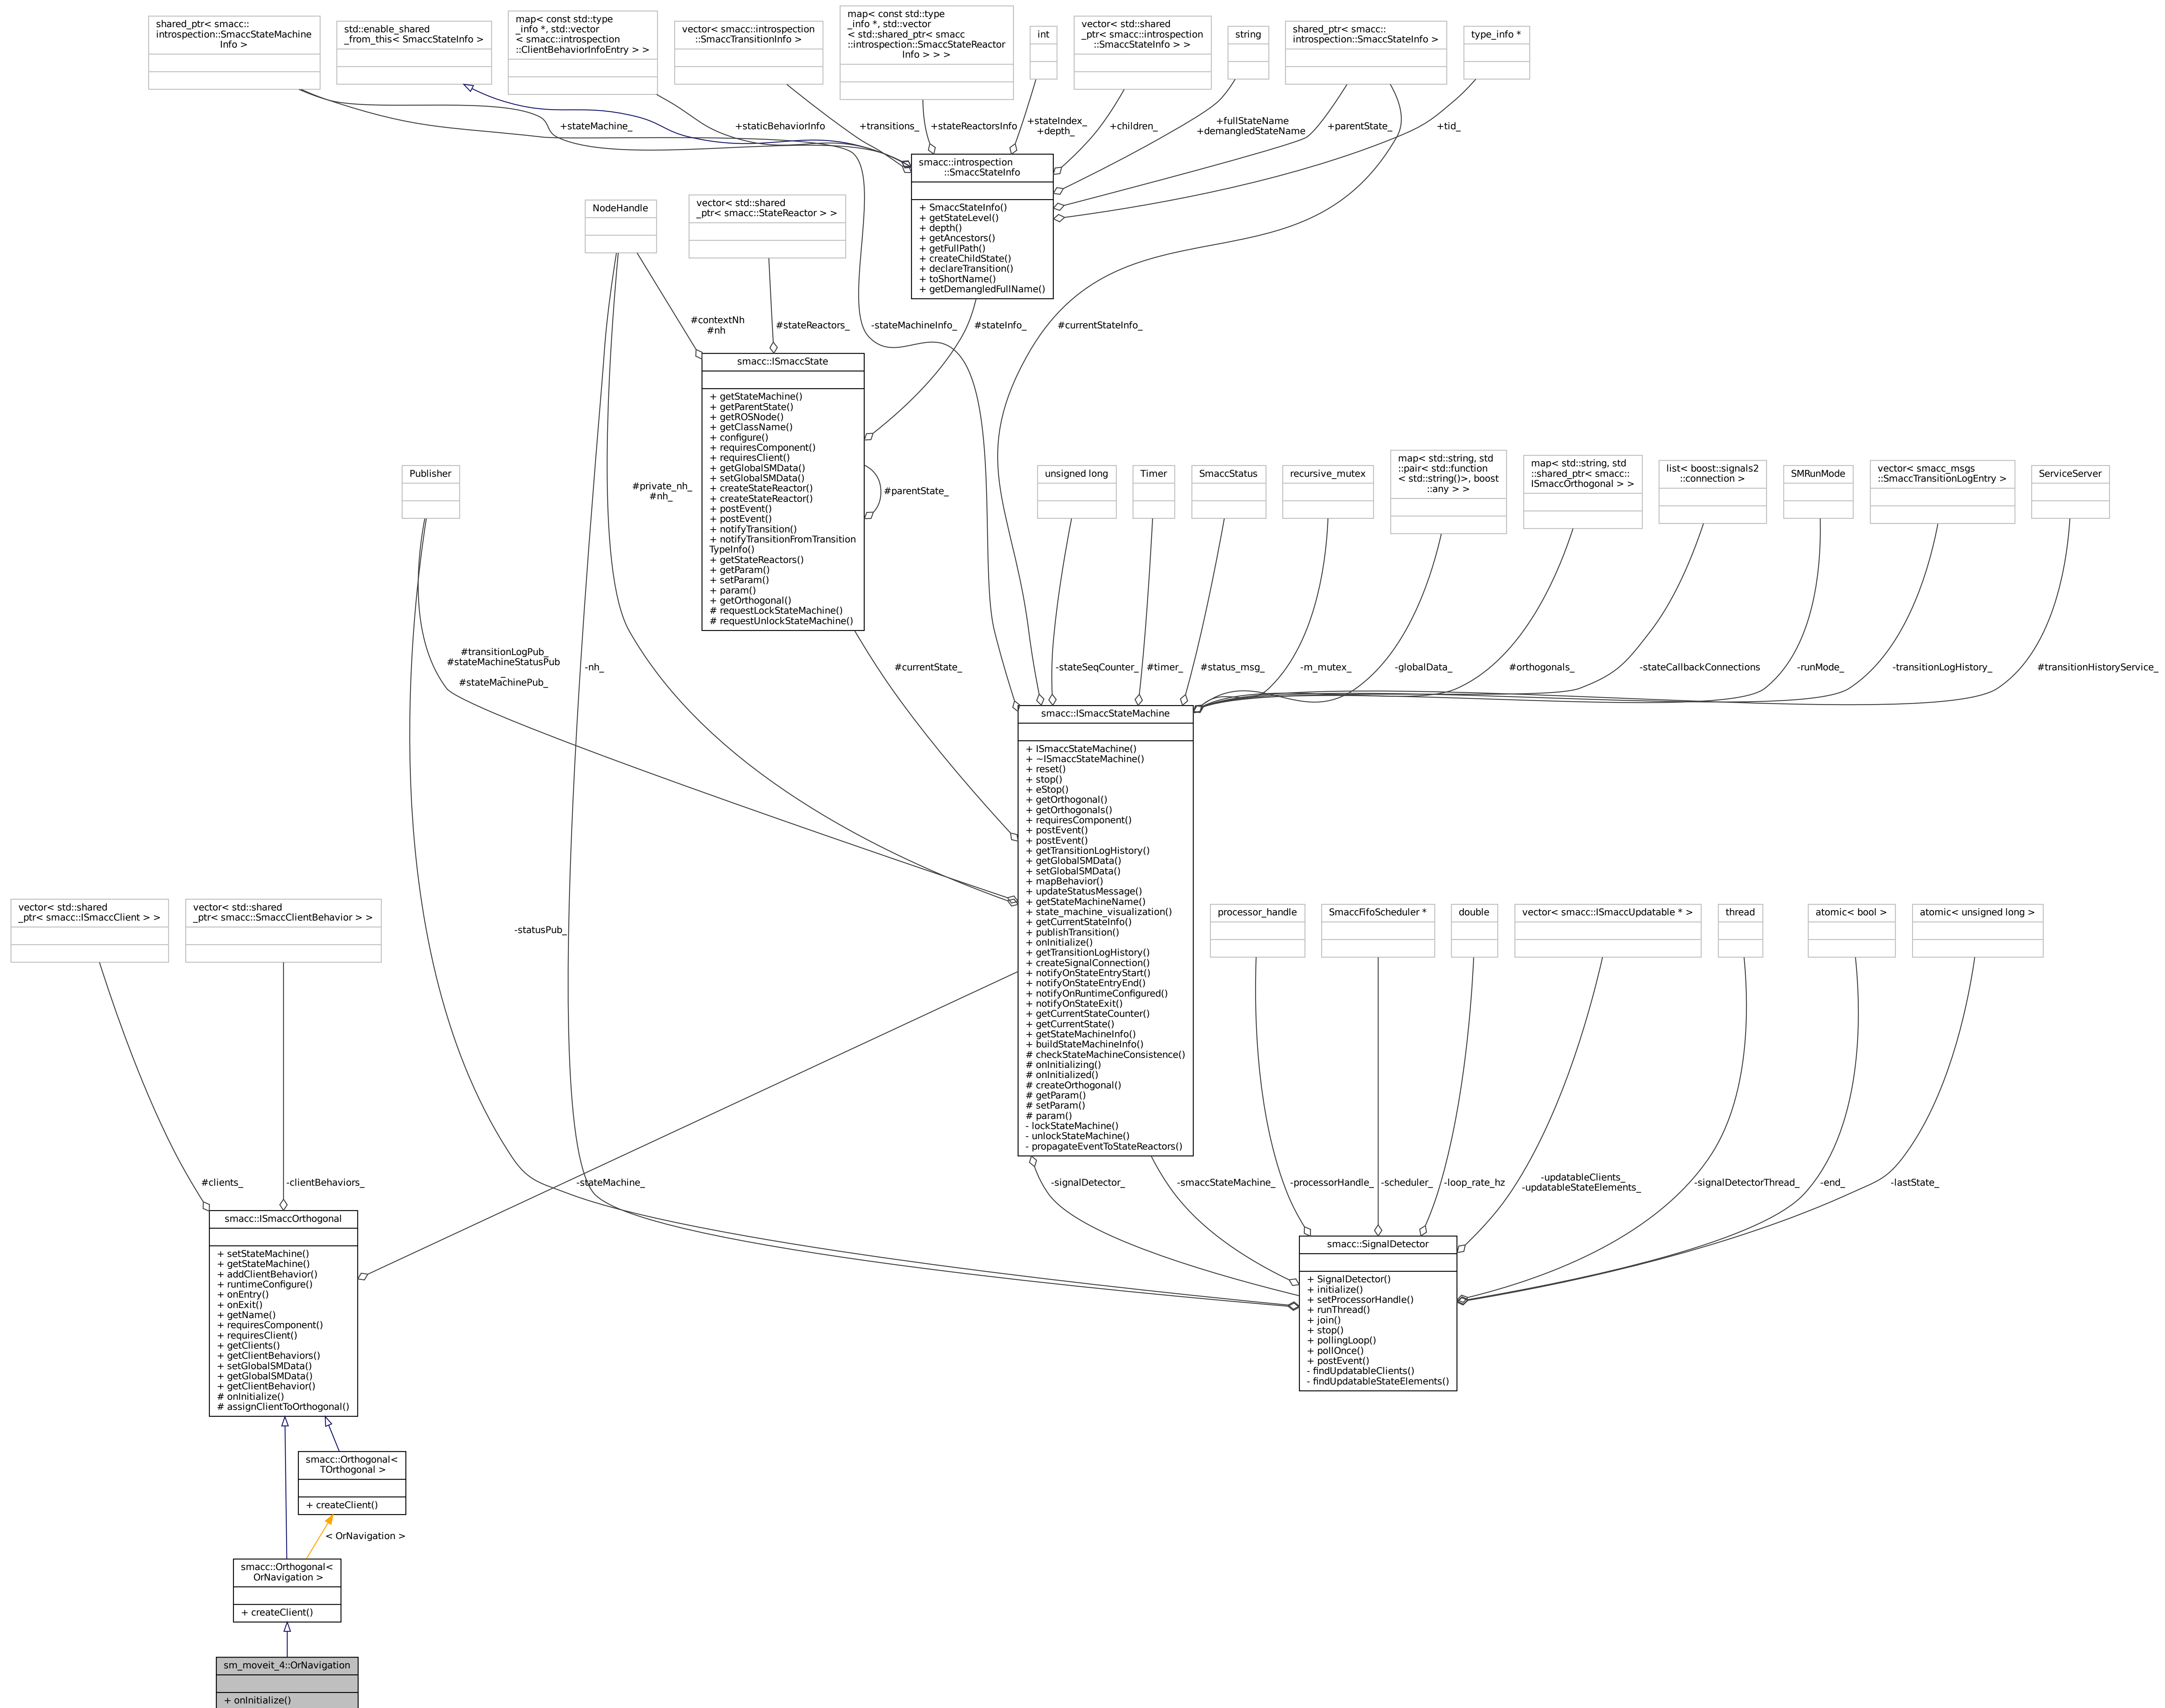 shared_ptr< smacc::
introspection::SmaccStateMachine
Info >
std::enable_shared
_from_this< SmaccStateInfo >
map< const std::type
_info *, std::vector
< smacc::introspection
::ClientBehaviorInfoEntry > >
vector< smacc::introspection
::SmaccTransitionInfo >
map< const std::type
_info *, std::vector
< std::shared_ptr< smacc
::introspection::SmaccStateReactor
Info > > >
int
vector< std::shared
_ptr< smacc::introspection
::SmaccStateInfo > >
string
shared_ptr< smacc::
introspection::SmaccStateInfo >
type_info *
+stateMachine_
+staticBehaviorInfo
+transitions_
+stateReactorsInfo
+stateIndex_
+depth_
+children_
+fullStateName
+demangledStateName
+parentState_
+tid_
smacc::introspection
::SmaccStateInfo
+ SmaccStateInfo()
+ getStateLevel()
+ depth()
+ getAncestors()
+ getFullPath()
+ createChildState()
+ declareTransition()
+ toShortName()
+ getDemangledFullName()
NodeHandle
vector< std::shared
_ptr< smacc::StateReactor > >
#contextNh
#nh
#stateReactors_
-stateMachineInfo_
#stateInfo_
#currentStateInfo_
smacc::ISmaccState
+ getStateMachine()
+ getParentState()
+ getROSNode()
+ getClassName()
+ configure()
+ requiresComponent()
+ requiresClient()
+ getGlobalSMData()
+ setGlobalSMData()
+ createStateReactor()
+ createStateReactor()
+ postEvent()
+ postEvent()
+ notifyTransition()
+ notifyTransitionFromTransition
TypeInfo()
+ getStateReactors()
+ getParam()
+ setParam()
+ param()
+ getOrthogonal()
# requestLockStateMachine()
# requestUnlockStateMachine()
#parentState_
Publisher
#private_nh_
#nh_
unsigned long
Timer
SmaccStatus
recursive_mutex
map< std::string, std
::pair< std::function
< std::string()>, boost
::any > >
map< std::string, std
::shared_ptr< smacc::
ISmaccOrthogonal > >
list< boost::signals2
::connection >
SMRunMode
vector< smacc_msgs
::SmaccTransitionLogEntry >
ServiceServer
#transitionLogPub_
#stateMachineStatusPub
_
#stateMachinePub_
-nh_
#currentState_
-stateSeqCounter_
#timer_
#status_msg_
-m_mutex_
-globalData_
#orthogonals_
-stateCallbackConnections
-runMode_
-transitionLogHistory_
#transitionHistoryService_
smacc::ISmaccStateMachine
+ ISmaccStateMachine()
+ ~ISmaccStateMachine()
+ reset()
+ stop()
+ eStop()
+ getOrthogonal()
+ getOrthogonals()
+ requiresComponent()
+ postEvent()
+ postEvent()
+ getTransitionLogHistory()
+ getGlobalSMData()
+ setGlobalSMData()
+ mapBehavior()
+ updateStatusMessage()
+ getStateMachineName()
+ state_machine_visualization()
+ getCurrentStateInfo()
+ publishTransition()
+ onInitialize()
+ getTransitionLogHistory()
+ createSignalConnection()
+ notifyOnStateEntryStart()
+ notifyOnStateEntryEnd()
+ notifyOnRuntimeConfigured()
+ notifyOnStateExit()
+ getCurrentStateCounter()
+ getCurrentState()
+ getStateMachineInfo()
+ buildStateMachineInfo()
# checkStateMachineConsistence()
# onInitializing()
# onInitialized()
# createOrthogonal()
# getParam()
# setParam()
# param()
- lockStateMachine()
- unlockStateMachine()
- propagateEventToStateReactors()
vector< std::shared
_ptr< smacc::ISmaccClient > >
vector< std::shared
_ptr< smacc::SmaccClientBehavior > >
-statusPub_
processor_handle
SmaccFifoScheduler *
double
vector< smacc::ISmaccUpdatable * >
thread
atomic< bool >
atomic< unsigned long >
#clients_
-clientBehaviors_
-stateMachine_
-signalDetector_
-smaccStateMachine_
-processorHandle_
-scheduler_
-loop_rate_hz
-updatableClients_
-updatableStateElements_
-signalDetectorThread_
-end_
-lastState_
smacc::ISmaccOrthogonal
+ setStateMachine()
+ getStateMachine()
+ addClientBehavior()
+ runtimeConfigure()
+ onEntry()
+ onExit()
+ getName()
+ requiresComponent()
+ requiresClient()
+ getClients()
+ getClientBehaviors()
+ setGlobalSMData()
+ getGlobalSMData()
+ getClientBehavior()
# onInitialize()
# assignClientToOrthogonal()
smacc::SignalDetector
+ SignalDetector()
+ initialize()
+ setProcessorHandle()
+ runThread()
+ join()
+ stop()
+ pollingLoop()
+ pollOnce()
+ postEvent()
- findUpdatableClients()
- findUpdatableStateElements()
smacc::Orthogonal<
TOrthogonal >
+ createClient()
< OrNavigation >
smacc::Orthogonal<
OrNavigation >
+ createClient()
sm_moveit_4::OrNavigation
+ onInitialize()